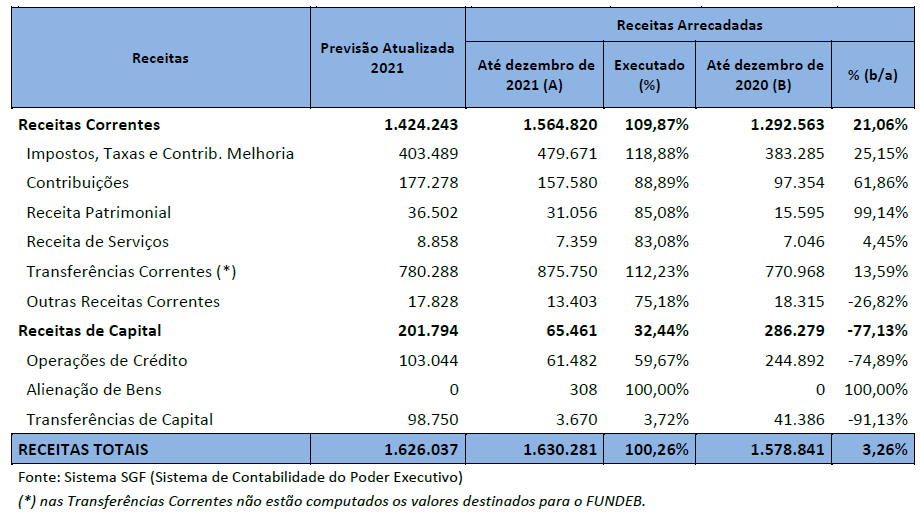 Receitas Previsão Atualizada 2021 Receitas Arrecadadas
Até dezembro de 2021 (A) Executado (%) Até dezembro de 2020 (B) % (b/a)
Receitas Correntes 1.424.243 1.564.820 109,87% 1.292.563 21,06%
Impostos, Taxas e Contrib. Melhoria 403.489 479.671 118,88% 383.285 25,15%
Contribuições 177.278 157.580 88,89% 97.354 61,86%
Receita Patrimonial 36.502 31.056 85,08% 15.595 99,14%
Receita de Serviços 8.858 7.359 83,08% 7.046 4,45%
Transferências Correntes (*) 780.288 875.750 112,23% 770.968 13,59%
Outras Receitas Correntes 17.828 13.403 75,18% 18.315 -26,82%
Receitas de Capital 201.794 65.461 32,44% 286.279 -77,13%
Operações de Crédito 103.044 61.482 59,67% 244.892 -74,89%
Alienação de Bens 0 308 100,00% 0 100,00%
Transferências de Capital 98.750 3.670 3,72% 41.386 -91,13%
RECEITAS TOTAIS 1.626.037 1.630.281 100,26% 1.578.841 3,26%
Fonte: Sistema SGF (Sistema de Contabilidade do Poder Executivo)
(*) nas Transferências Correntes não estão computados os valores destinados para o FUNDEB.